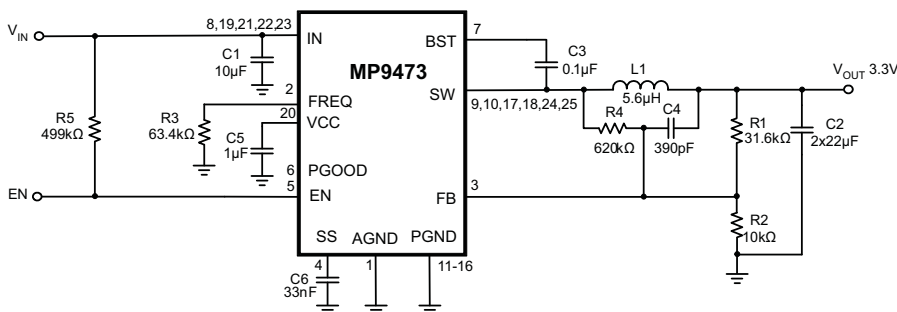 VIN
8,19,21,22,23
IN
C1
10µF
2
FREQ
R5
499kΩ
R3
63.4kΩ
20
VCC
C5
1µF
6
PGOOD
5
EN
EN
MP9473
BST
7
C3
0.1µF
SW
9,10,17,18,24,25
L1
5.6µH
VOUT 3.3V
R4
620kΩ
C4
390pF
R1
31.6kΩ
C2
2x22µF
FB
3
R2
10kΩ
SS
AGND
PGND
4
1
11-16
C6
33nF